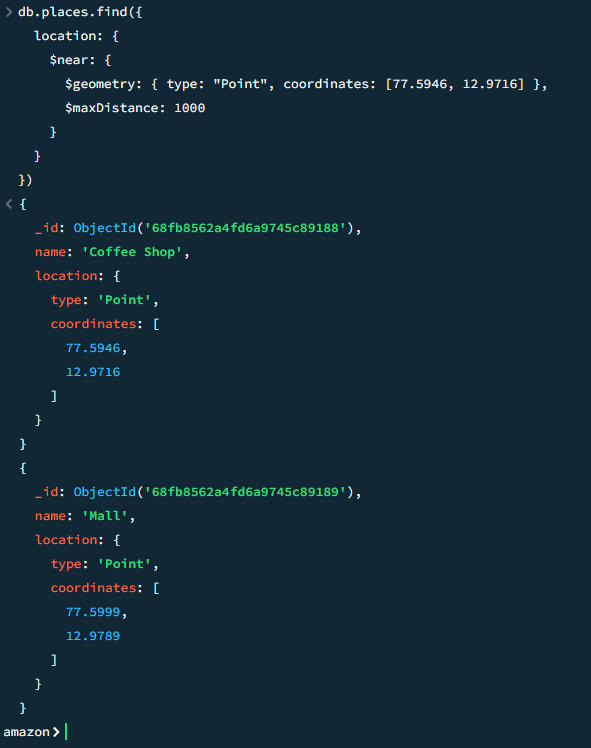 > db.places.find({
location: {
$near: {
$geometry: { type: "Point", coordinates: [77.5946, 12.9716] },
$maxDistance: 1000
}
}
})
< {
_id: ObjectId('68fb8562a4fd6a9745c89188'),
name: 'Coffee Shop',
location: {
type: 'Point',
coordinates: [
77.5946,
12.9716
]
}
}
{
_id: ObjectId('68fb8562a4fd6a9745c89189'),
name: 'Mall',
location: {
type: 'Point',
coordinates: [
77.5999,
12.9789
]
}
}
amazon>